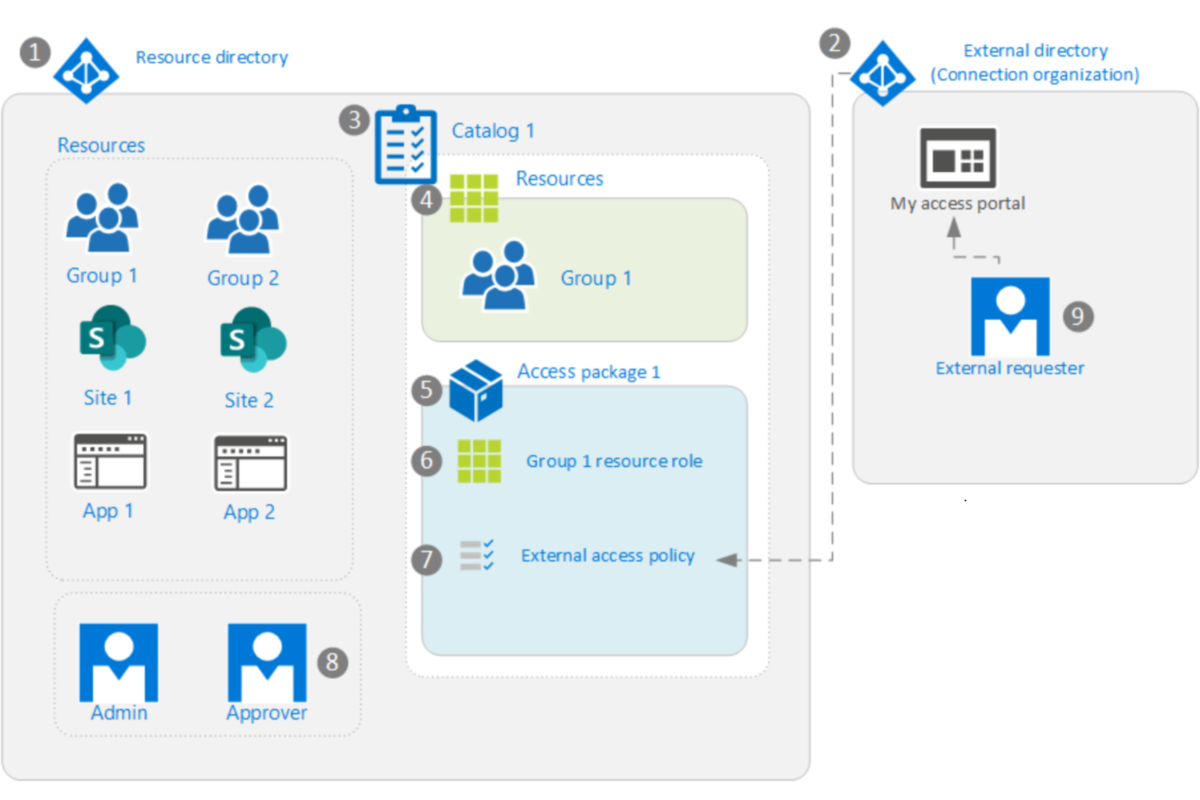 1
Resource directory
2
External directory
(Connection organization)
Resources
Group 1
Group 2
S
S
Site 1
Site 2
App 1
App 2
Admin
Approver
8
3
Catalog 1
4
Resources
Group 1
5
Access package 1
6
Group 1 resource role
7
External access policy
My access portal
9
External requester
.